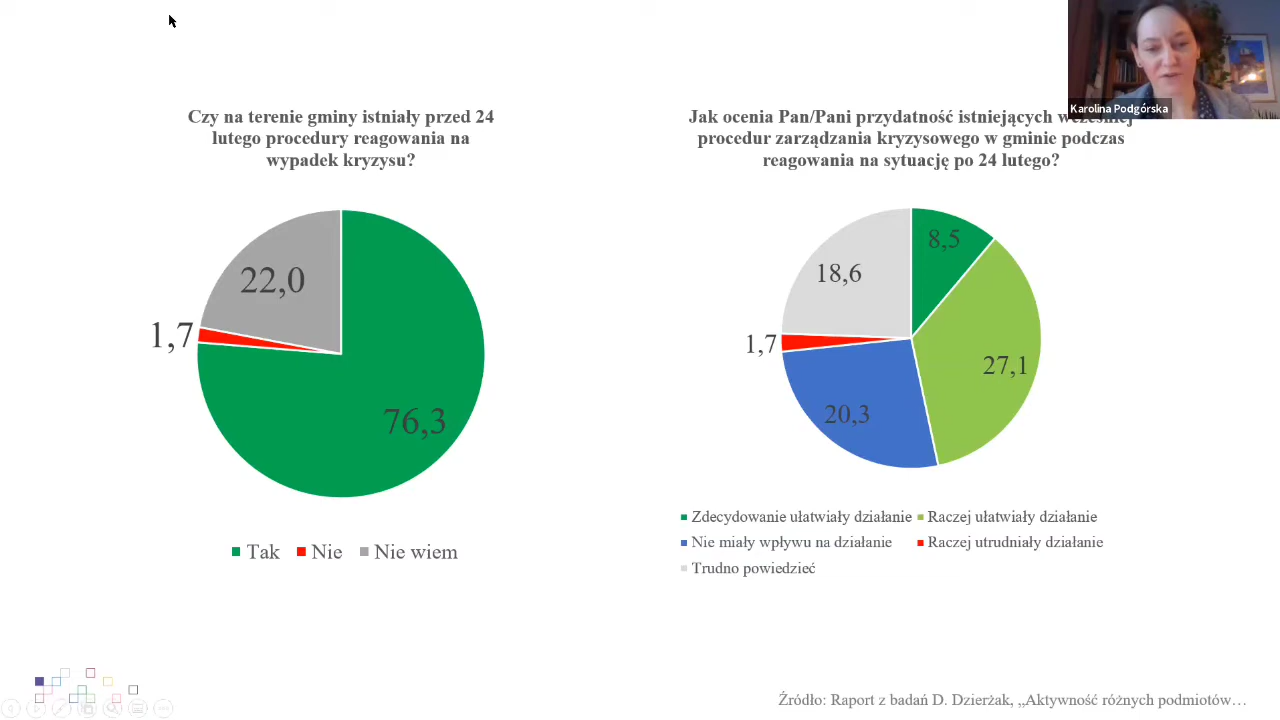 Karolina Podgórska
Czy na terenie gminy istniały przed 24
lutego procedury reagowania na
wypadek kryzysu?
22,0
1,7
76,3
Tak Nie Nie wiem
Jak ocenia Pan/Pani przydatność istniejących
procedur zarządzania kryzysowego w gminie podczas
reagowania na sytuację po 24 lutego?
8,5
18,6
1,7
27,1
20,3
Zdecydowanie ułatwiały działanie Raczej ułatwiały działanie
Nie miały wpływu na działanie Raczej utrudniały działanie
Trudno powiedzieć
Źródło: Raport z badań D. Dzierżak, „Aktywność różnych podmiotów…